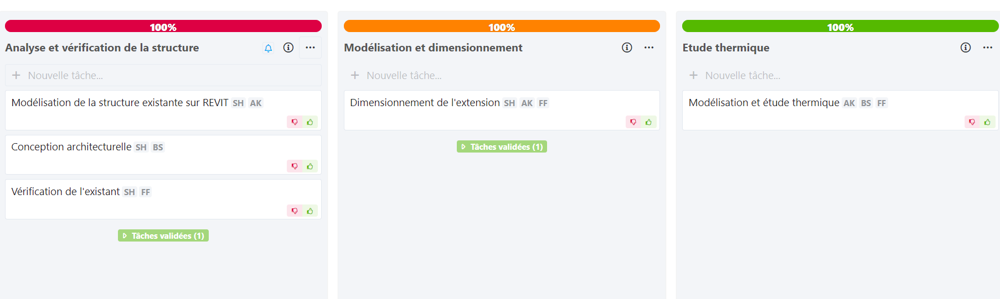 100%
Analyse et vérification de la structure
Nouvelle tâche...
Modélisation de la structure existante sur REVIT SH AK
Conception architecturelle SH BS
Vérification de l'existant SH FF
Tâches validées (1)
100%
Modélisation et dimensionnement
Nouvelle tâche...
Dimensionnement de l'extension SH AK FF
Tâches validées (1)
100%
Etude thermique
Nouvelle tâche...
Modélisation et étude thermique AK BS FF